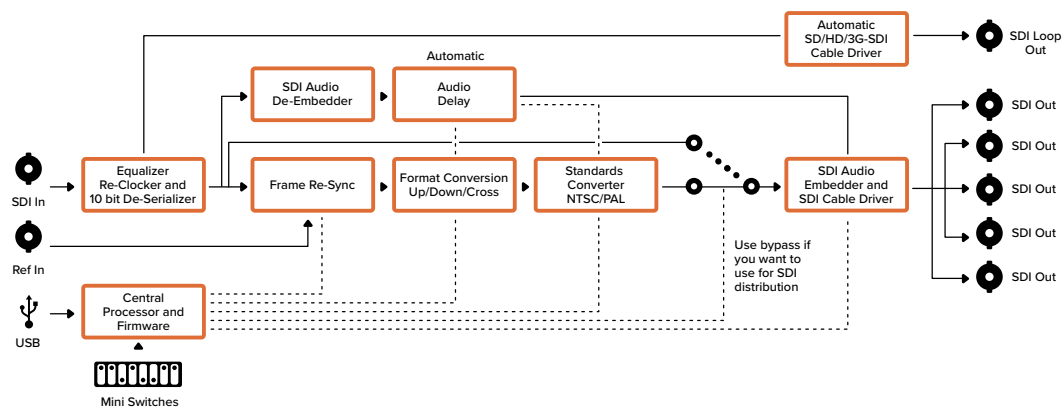 Automatic
SD/HD/3G-SDI
Cable Driver
SDI Loop
Out
Automatic
SDI Audio
De-Embedder
Audio
Delay
SDI Out
SDI Out
SDI In
Equalizer
Re-Clocker and
10 bit De-Serializer
Frame Re-Sync
Format Conversion
Up/Down/Cross
Standards
Converter
NTSC/PAL
SDI Audio
Embedder and
SDI Cable Driver
SDI Out
SDI Out
SDI Out
Ref In
Use bypass if
you want to
use for SDI
distribution
USB
Central
Processor and
Firmware
Mini Switches